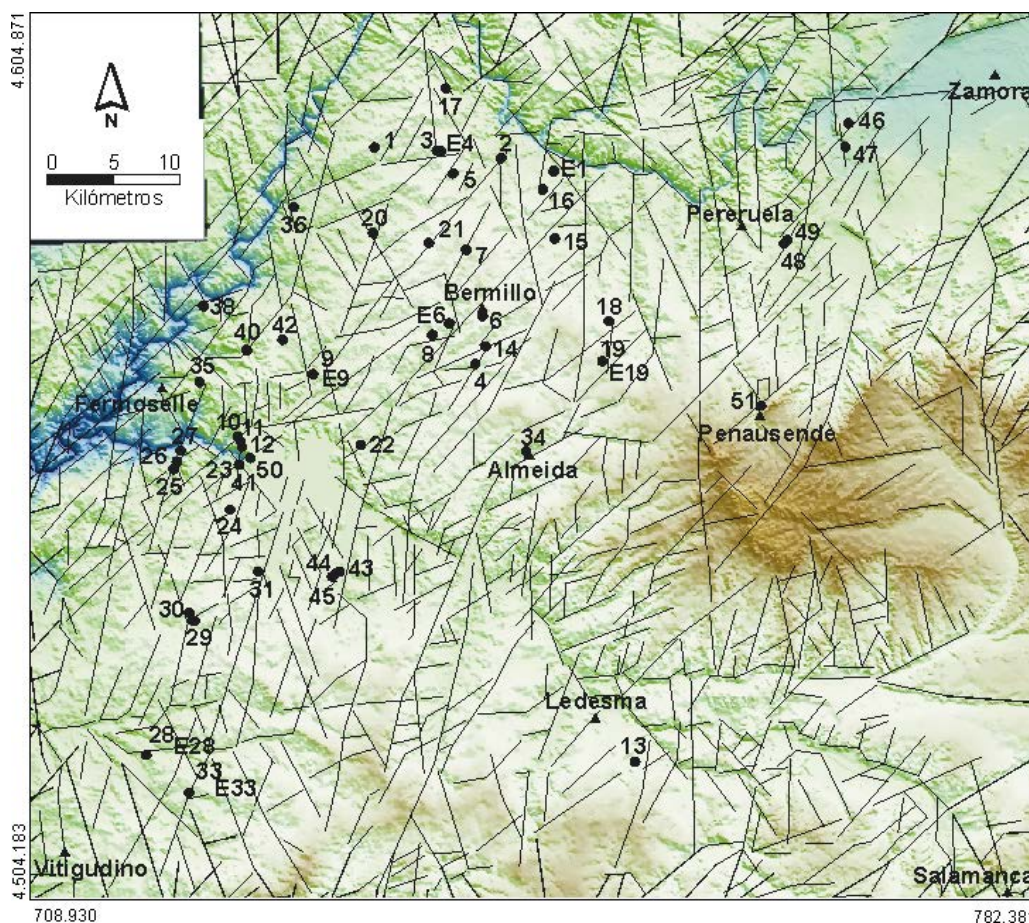 4.604.871
N
0 5 10
Kilómetros
Zamora
17
46
1
3
E4
2
47
5
E1
16
36
Pereruela
20
21
15
49
7
48
Bermillo
38
E6
6
18
42
40
8
14
9
19
35
4
E9
E19
Fermoselle
51
Penausende
10
11
27
12
22
34
26
23
50
Almeida
25
41
24
44
43
31
45
30
29
Ledesma
28
E28
13
33
E33
4.504.183
Vitigudino
Salamanca
708.930
782.38